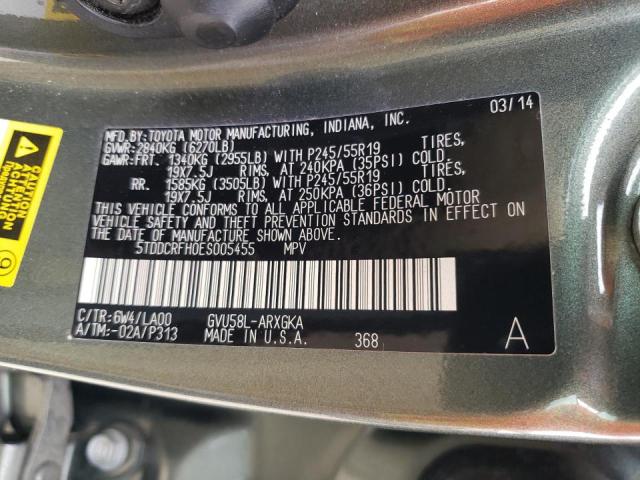 MFD.BY:TOYOTA MOTOR MANUFACTURING, INDIANA, INC. 03/14
GVWR:2840KG (6270LB)
GAWR:FRT. 1340KG (2955LB) WITH P245/55R19 TIRES,
19X7.5J RIMS, AT 240KPA (35PSI) COLD.
RR. 1585KG (3505LB) WITH P245/55R19 TIRES,
19X7.5J RIMS, AT 250KPA (36PSI) COLD.
THIS VEHICLE CONFORMS TO ALL APPLICABLE FEDERAL MOTOR
VEHICLE SAFETY AND THEFT PREVENTION STANDARDS IN EFFECT ON
THE DATE OF MANUFACTURE SHOWN ABOVE.
5TDDCRFH0ES005455 MPV
C/TR:6W4/LA00 GVU58L-ARXGKA
A/TM:-02A/P313 MADE IN U.S.A. 368 A
CAUTION
ATTENTION